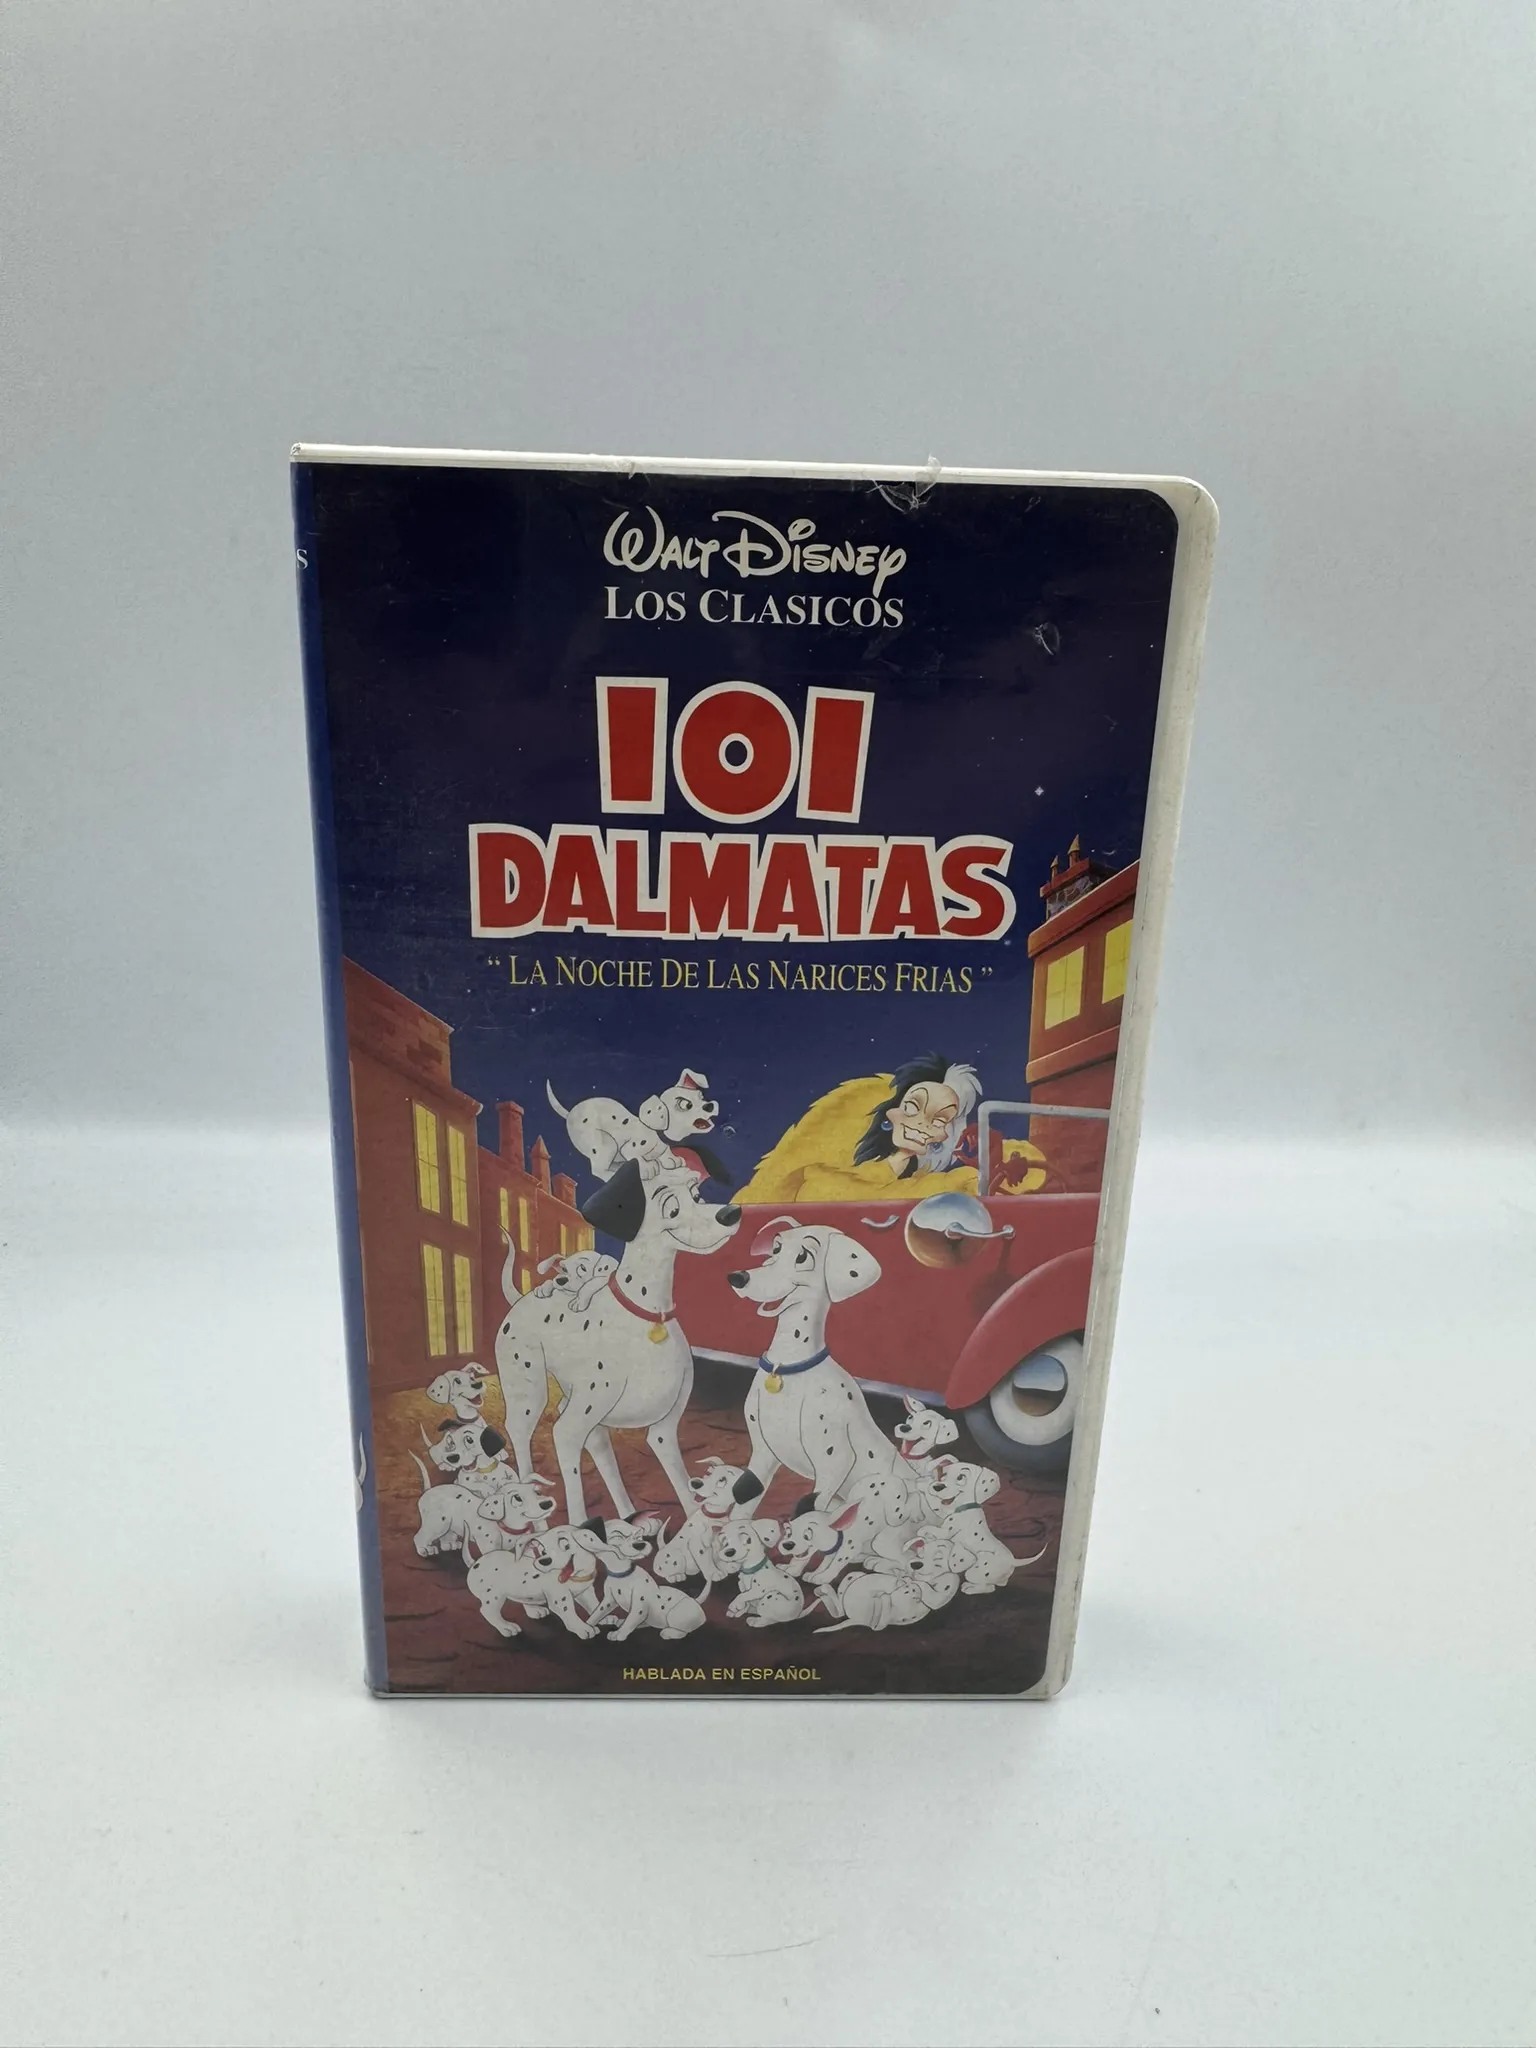 WALT DISNEY
LOS CLASICOS
S
101
DALMATAS
“ LA NOCHE DE LAS NARICES FRIAS ”
HABLADA EN ESPAÑOL